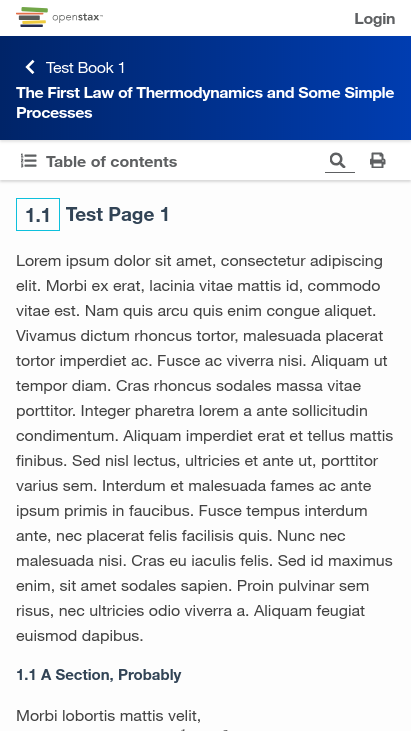 openstax™
Login
Test Book 1
The First Law of Thermodynamics and Some Simple
Processes
Table of contents
1.1 Test Page 1
Lorem ipsum dolor sit amet, consectetur adipiscing
elit. Morbi ex erat, lacinia vitae mattis id, commodo
vitae est. Nam quis arcu quis enim congue aliquet.
Vivamus dictum rhoncus tortor, malesuada placerat
tortor imperdiet ac. Fusce ac viverra nisi. Aliquam ut
tempor diam. Cras rhoncus sodales massa vitae
porttitor. Integer pharetra lorem a ante sollicitudin
condimentum. Aliquam imperdiet erat et tellus mattis
finibus. Sed nisl lectus, ultricies et ante ut, porttitor
varius sem. Interdum et malesuada fames ac ante
ipsum primis in faucibus. Fusce tempus interdum
ante, nec placerat felis facilisis quis. Nunc nec
malesuada nisi. Cras eu iaculis felis. Sed id maximus
enim, sit amet sodales sapien. Proin pulvinar sem
risus, nec ultricies odio viverra a. Aliquam feugiat
euismod dapibus.
1.1 A Section, Probably
Morbi lobortis mattis velit,